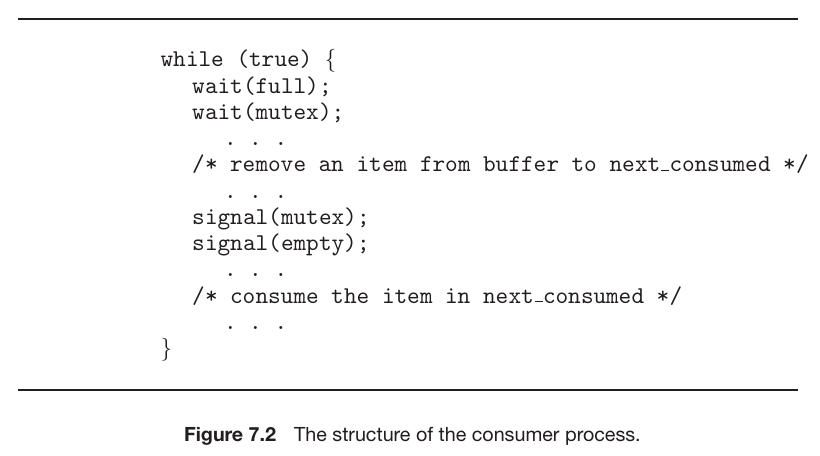 while (true) {
wait(full);
wait(mutex);
. . .
/* remove an item from buffer to next_consumed */
. . .
signal(mutex);
signal(empty);
. . .
/* consume the item in next_consumed */
. . .
}
Figure 7.2 The structure of the consumer process.